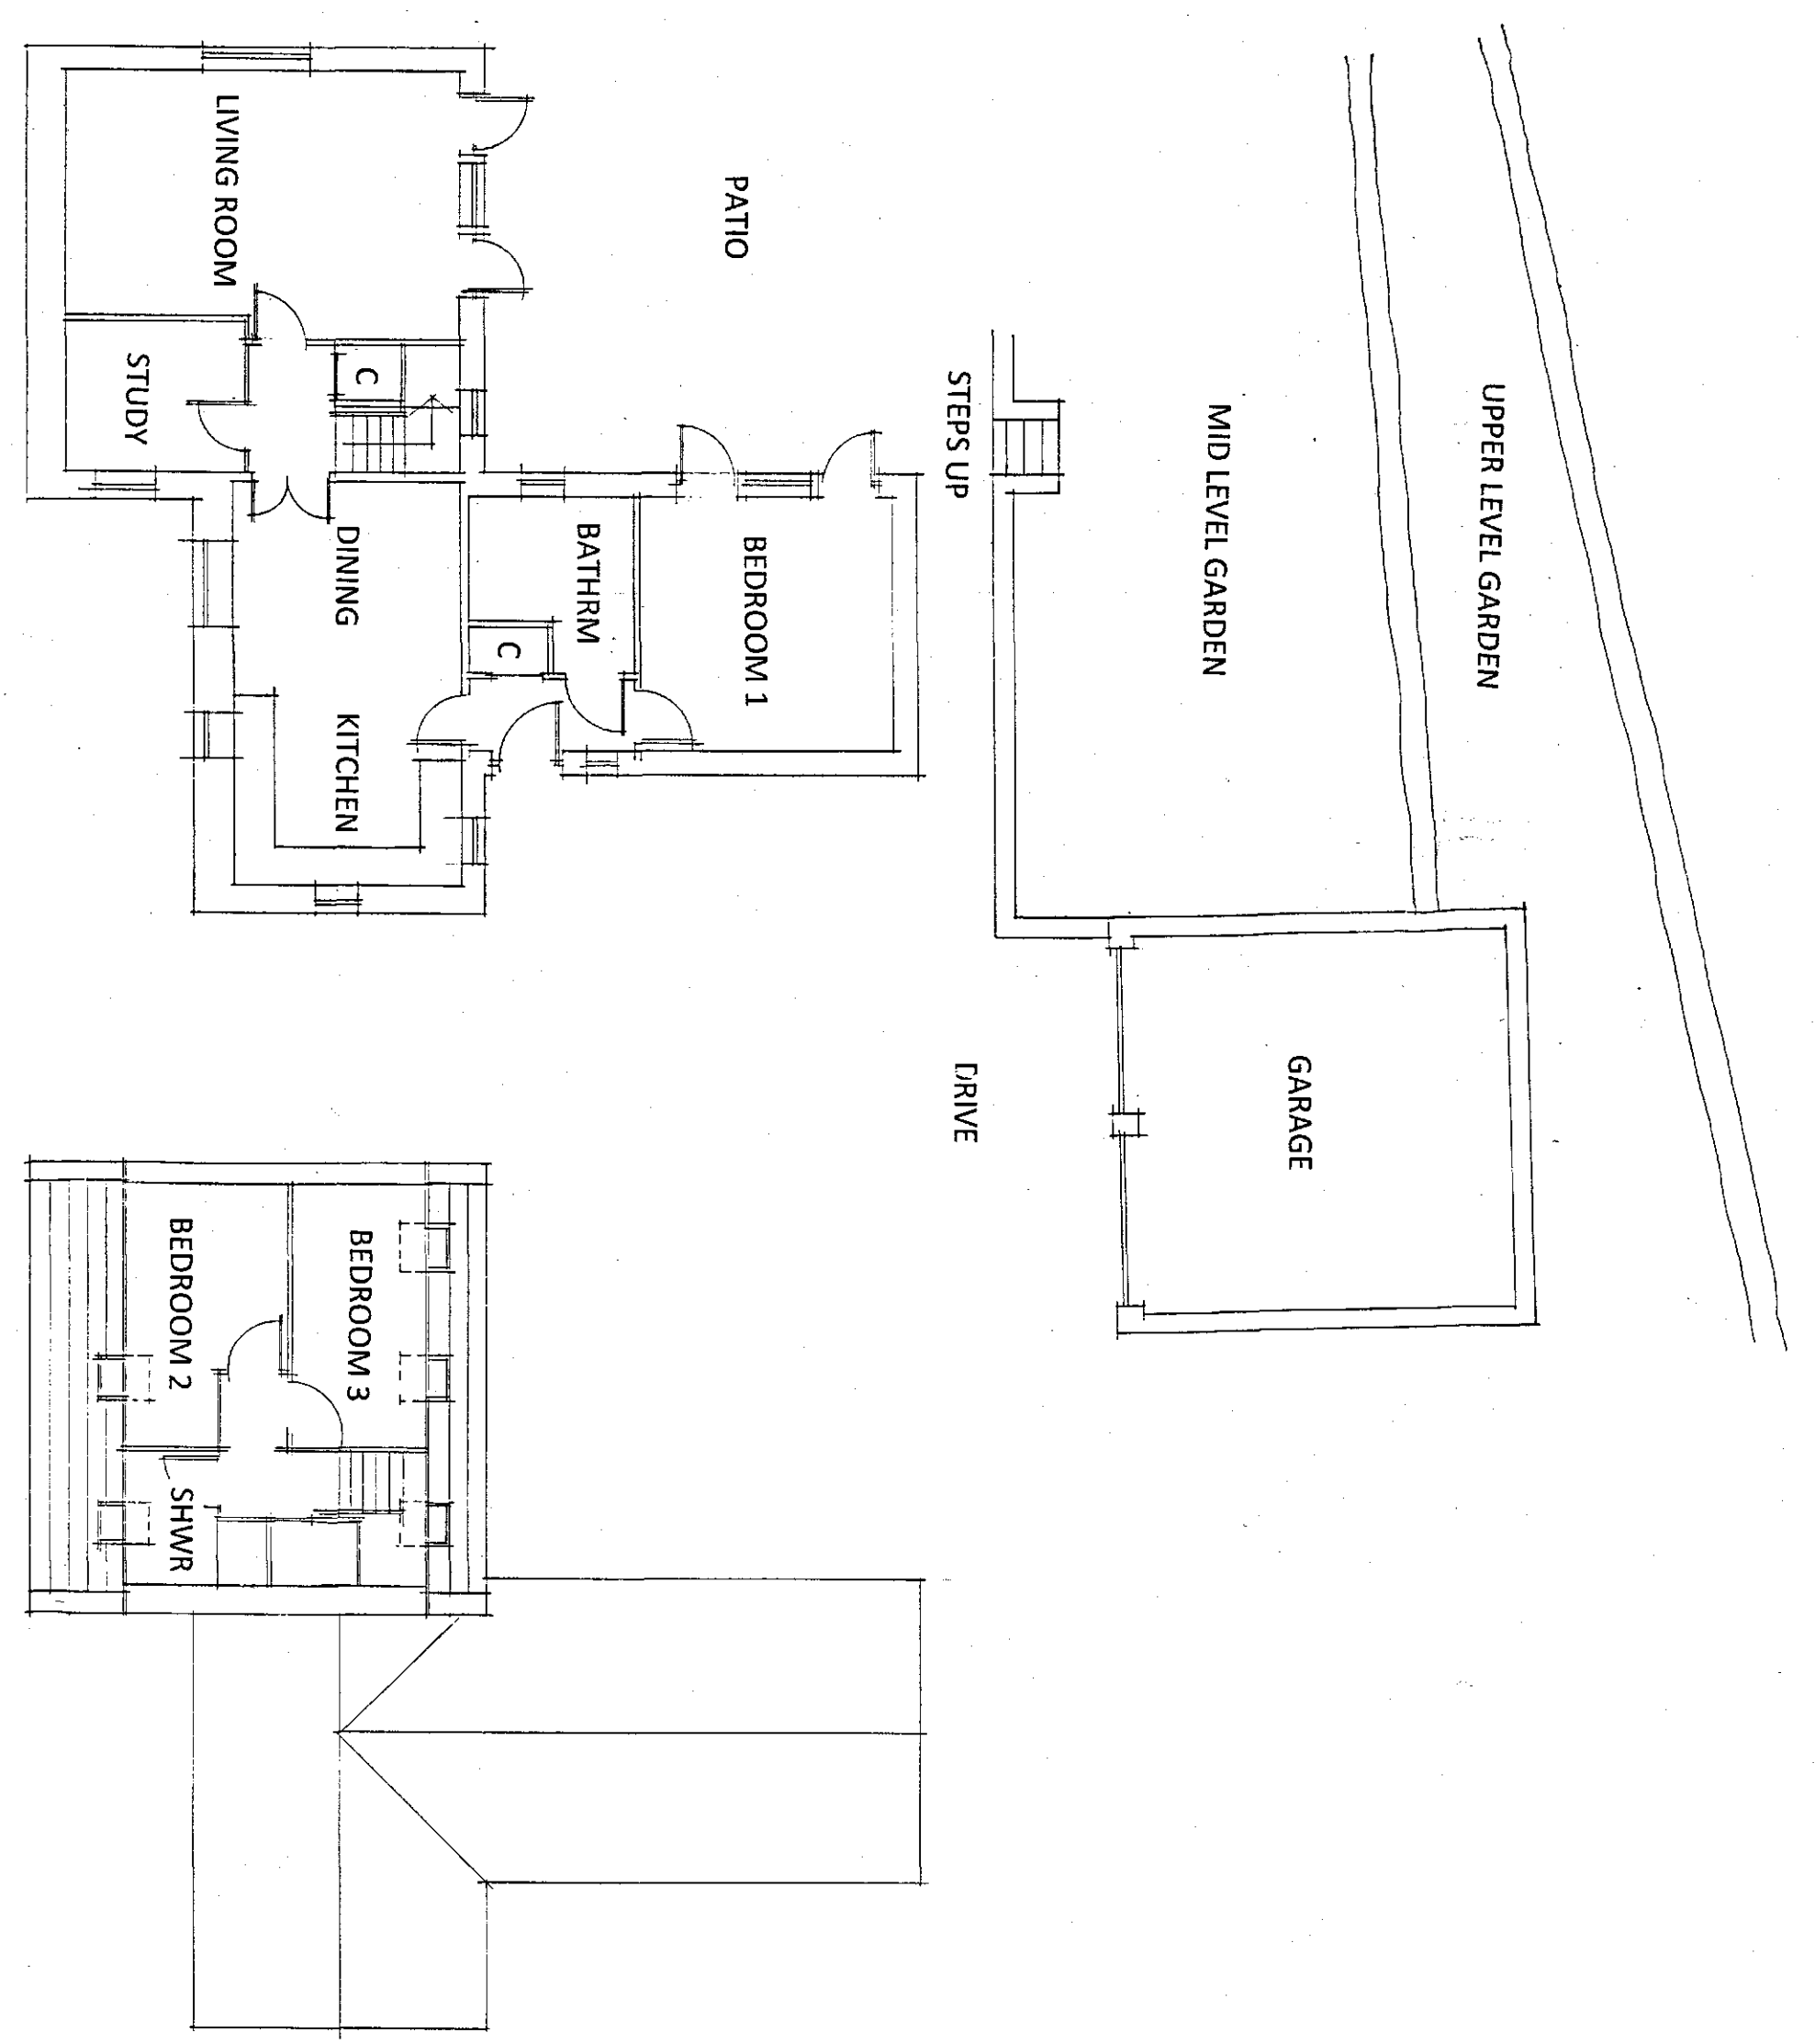 UPPER LEVEL GARDEN
MID LEVEL GARDEN
GARAGE
STEPS UP
DRIVE
PATIO
BEDROOM 1
BATHRM
C
C
LIVING ROOM
STUDY
DINING
KITCHEN
BEDROOM 3
BEDROOM 2
SHWR